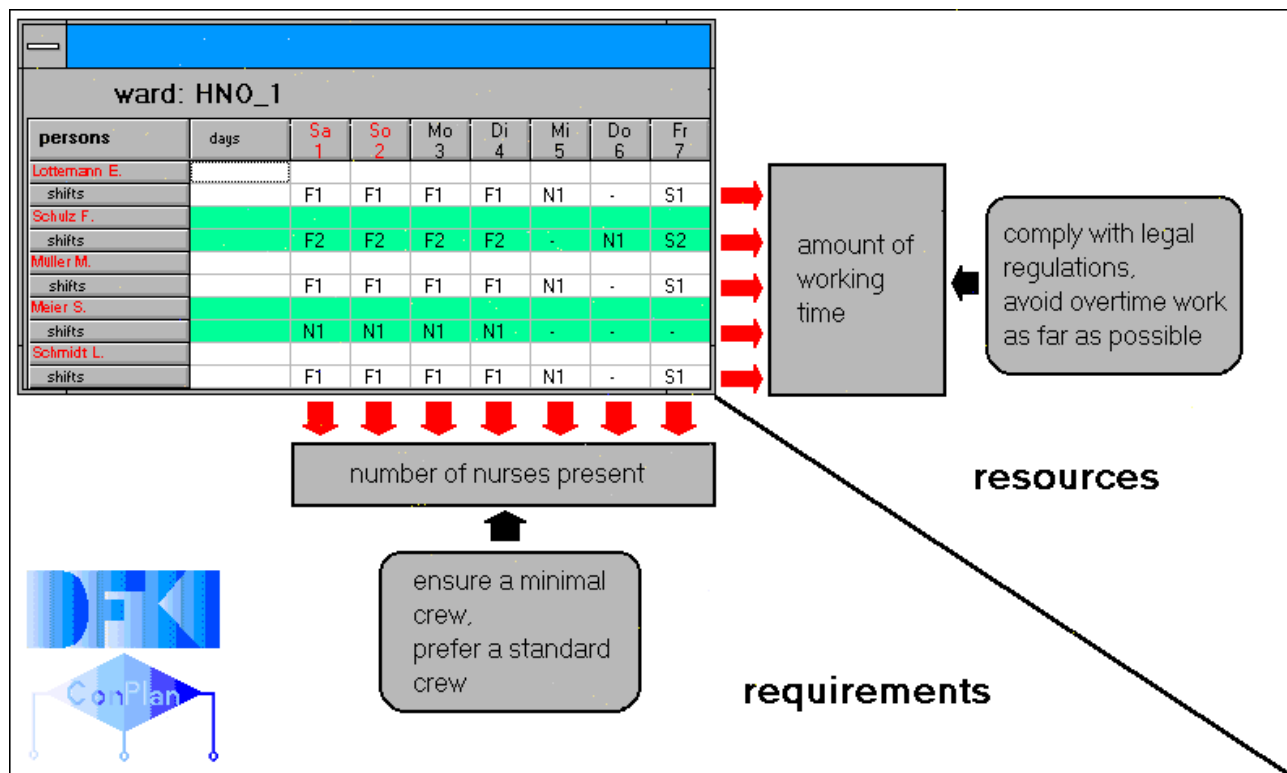 ward: HNO_1
persons days Sa So Mo Di Mi Do Fr
1 2 3 4 5 6 7
Lottemann E.
shifts F1 F1 F1 F1 N1 - S1
Schulz F.
shifts F2 F2 F2 F2 - N1 S2
Müller M.
shifts F1 F1 F1 F1 N1 - S1
Meier S.
shifts N1 N1 N1 N1 - - -
Schmidt L.
shifts F1 F1 F1 F1 N1 - S1
amount of
working
time
comply with legal
regulations,
avoid overtime work
as far as possible
number of nurses present
resources
ensure a minimal
crew,
prefer a standard
crew
requirements
DFKI
ConPlan